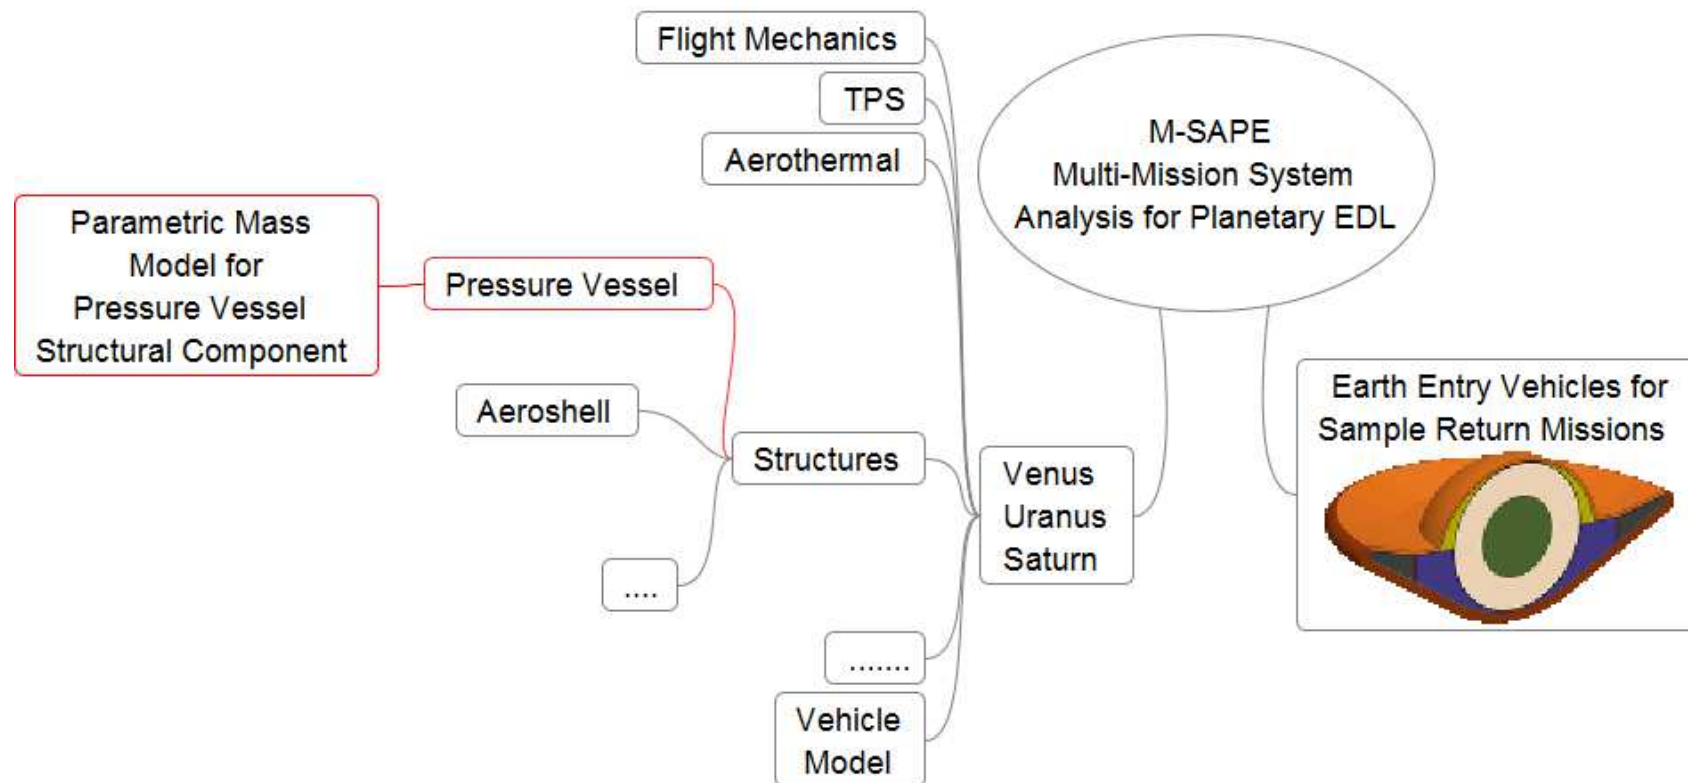 Flight Mechanics
TPS
Aerothermal
M-SAPE
Multi-Mission System
Analysis for Planetary EDL
Parametric Mass
Model for
Pressure Vessel
Structural Component
Pressure Vessel
Aeroshell
Structures
....
.......
Vehicle
Model
Venus
Uranus
Saturn
Earth Entry Vehicles for
Sample Return Missions